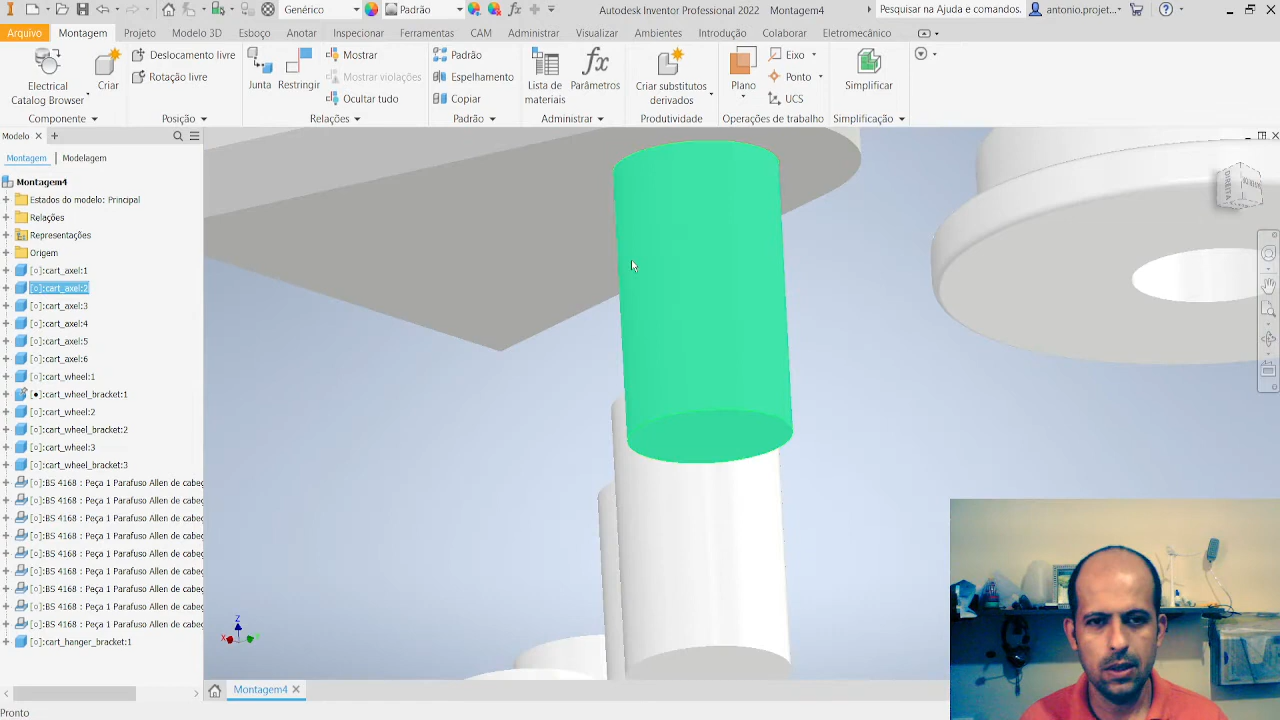 Genérico
Padrão
fx
Autodesk Inventor Professional 2022 Montagem4
Pesquisar na Ajuda e comandos.
antonio.projet...
Arquivo Montagem Projeto Modelo 3D Esboço Anotar Inspecionar Ferramentas CAM Administrar Visualizar Ambientes Introdução Colaborar Eletromecânico
Electrical
Catalog Browser
Criar
Deslocamento livre
Rotação livre
Junta
Restringir
Mostrar
Mostrar violações
Ocultar tudo
Padrão
Espelhamento
Copiar
Lista de
materiais
fx
Parâmetros
Criar substitutos
derivados
Plano
Eixo
Ponto
UCS
Simplificar
Componente Posição Relações Padrão Administrar Produtividade Operações de trabalho Simplificação
Modelo
Montagem Modelagem
Montagem4
Estados do modelo: Principal
Relações
Representações
Origem
[o]:cart_axel:1
[o]:cart_axel:2
[o]:cart_axel:3
[o]:cart_axel:4
[o]:cart_axel:5
[o]:cart_axel:6
[o]:cart_wheel:1
[●]:cart_wheel_bracket:1
[o]:cart_wheel:2
[o]:cart_wheel_bracket:2
[o]:cart_wheel:3
[o]:cart_wheel_bracket:3
[o]:BS 4168 : Peça 1 Parafuso Allen de cabeç
[o]:BS 4168 : Peça 1 Parafuso Allen de cabeç
[o]:BS 4168 : Peça 1 Parafuso Allen de cabeç
[o]:BS 4168 : Peça 1 Parafuso Allen de cabeç
[o]:BS 4168 : Peça 1 Parafuso Allen de cabeç
[o]:BS 4168 : Peça 1 Parafuso Allen de cabeç
[o]:BS 4168 : Peça 1 Parafuso Allen de cabeç
[o]:BS 4168 : Peça 1 Parafuso Allen de cabeç
[o]:BS 4168 : Peça 1 Parafuso Allen de cabeç
[o]:cart_hanger_bracket:1
DIREITA
Z
X
Montagem4
Pronto